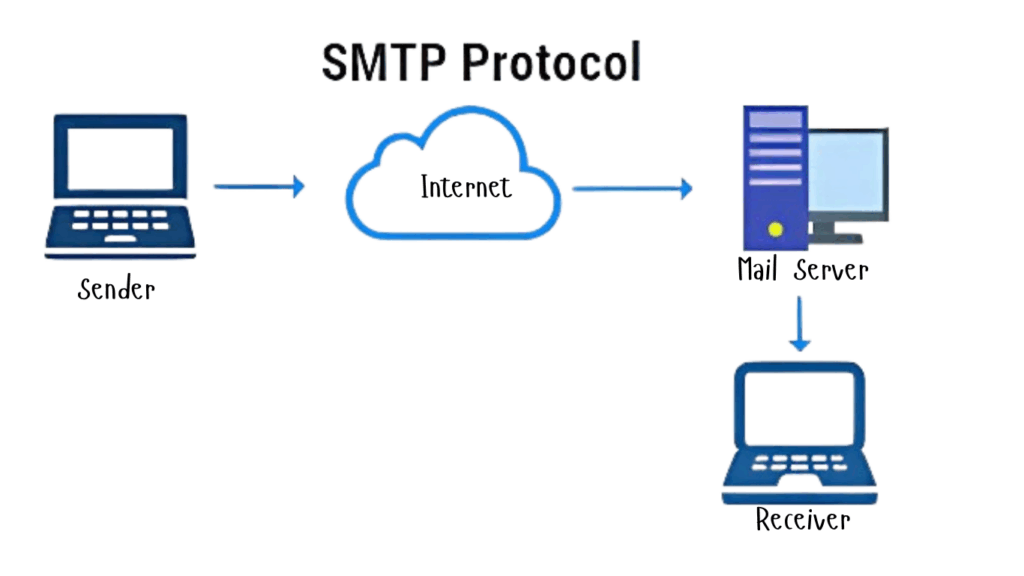 SMTP Protocol
Internet
Sender
Mail Server
Receiver